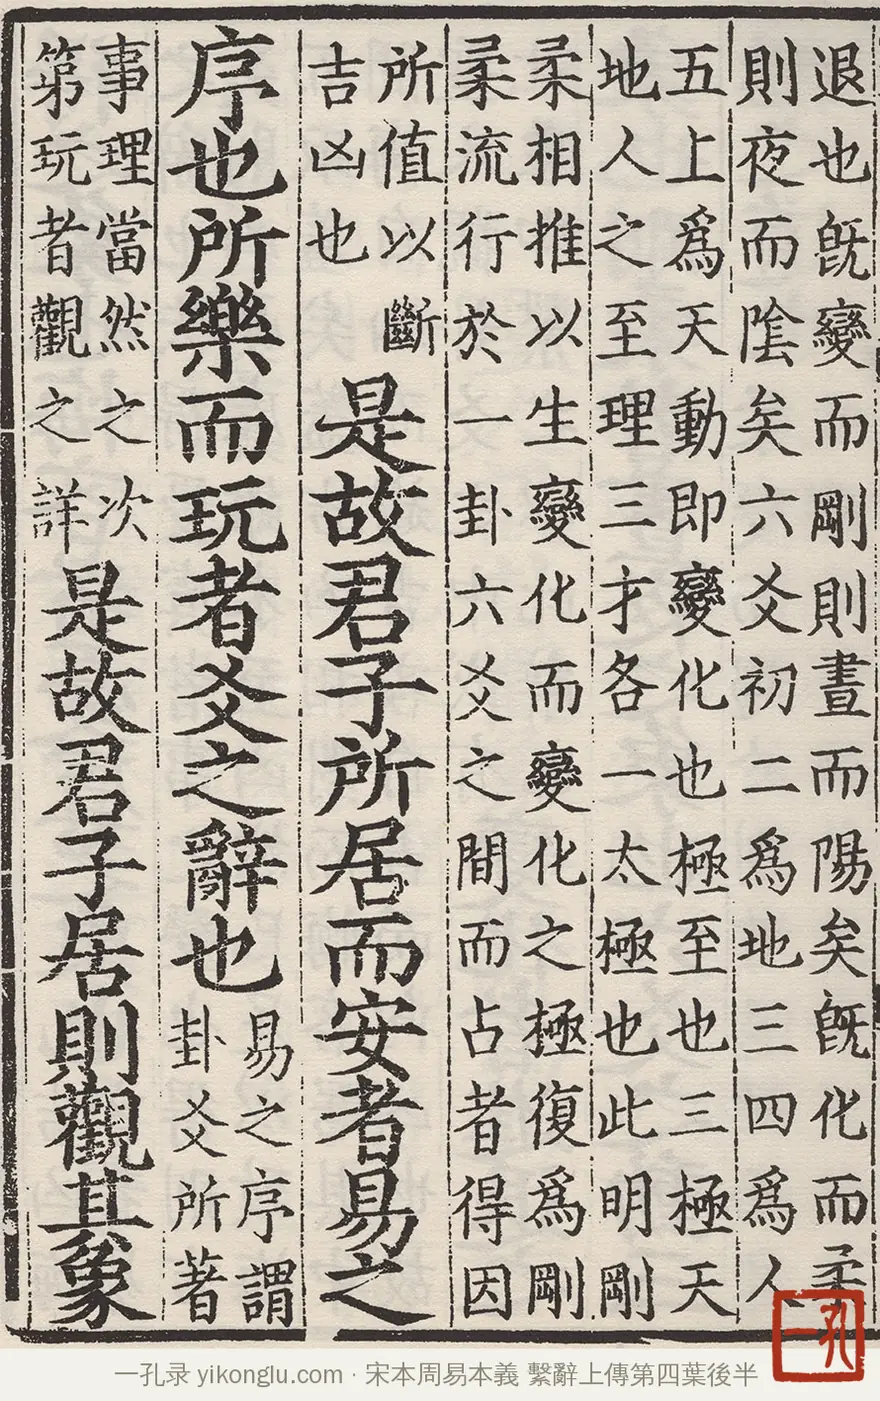 退也旣變而剛則晝而陽矣旣化而柔
則夜而陰矣六爻初二爲地三四爲人
五上爲天動即變化也極至也三極天
地人之至理三才各一太極也此明剛
柔相推以生變化而變化之極復爲剛
柔流行於一卦六爻之間而占者得因
所值以斷
吉凶也
是故君子所居而安者易之
序也所樂而玩者爻之辭也
易之序謂
卦爻所著
事理當然之次
第玩者觀之詳
是故君子居則觀其象
一孔
一孔录 yikonglu.com · 宋本周易本義 繫辭上傳第四葉後半